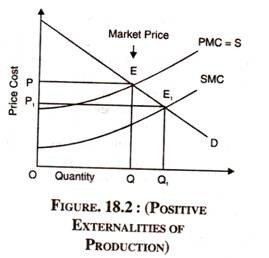 Market Price
E
PMC = S
P
SMC
P₁
E₁
Price Cost
D
O Quantity Q Q₁
FIGURE. 18.2 : (POSITIVE
EXTERNALITIES OF
PRODUCTION)